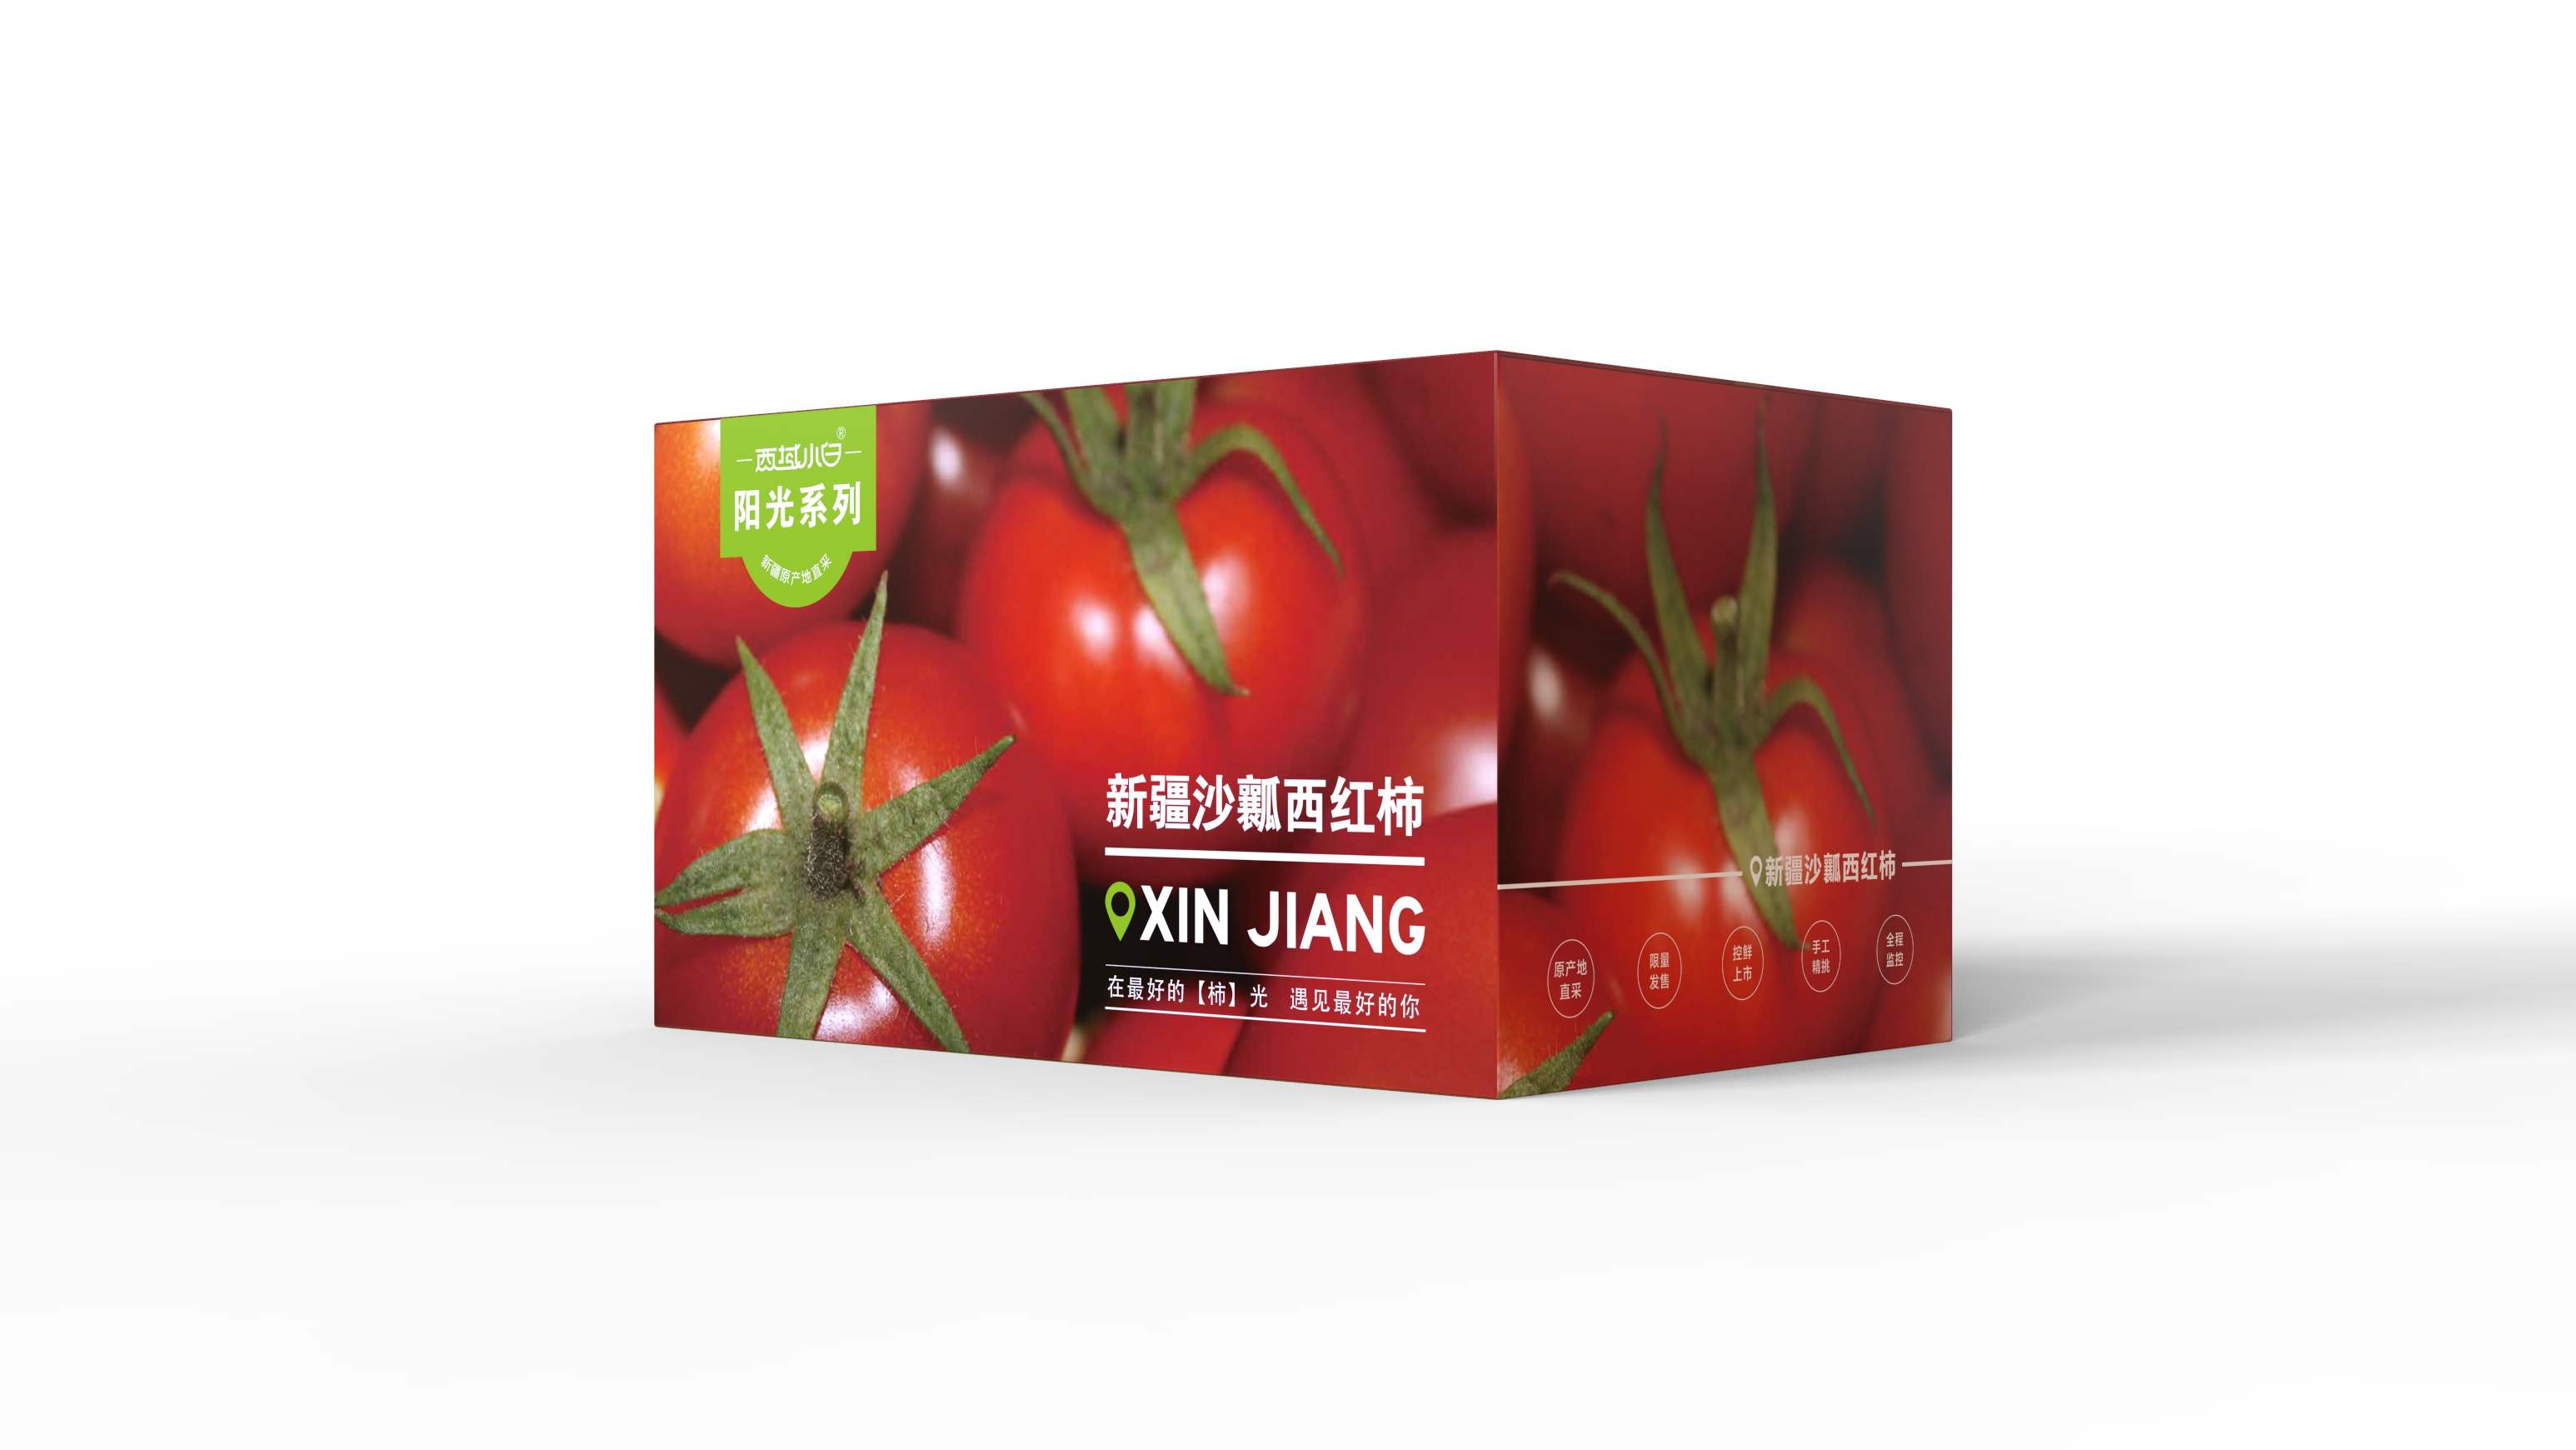 西域小白®
阳光系列
新疆原产地直采
新疆沙瓤西红柿
XIN JIANG
在最好的【柿】光 遇见最好的你
新疆沙瓤西红柿
原产地
直采
限量
发售
控鲜
上市
手工
精挑
全程
监控